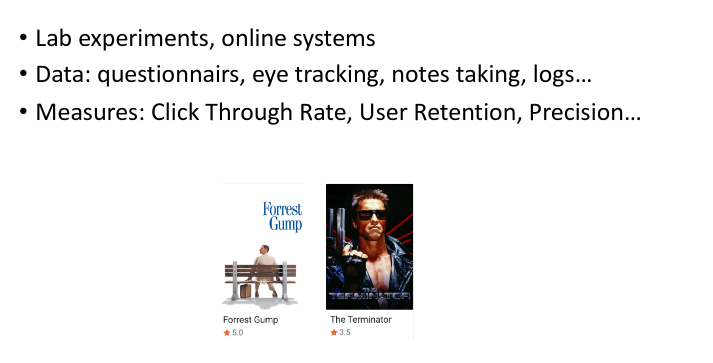 • Lab experiments, online systems
• Data: questionnairs, eye tracking, notes taking, logs…
• Measures: Click Through Rate, User Retention, Precision…
Forrest
Gump
THE
TERMINATOR
Forrest Gump
★ 5.0
The Terminator
★ 3.5